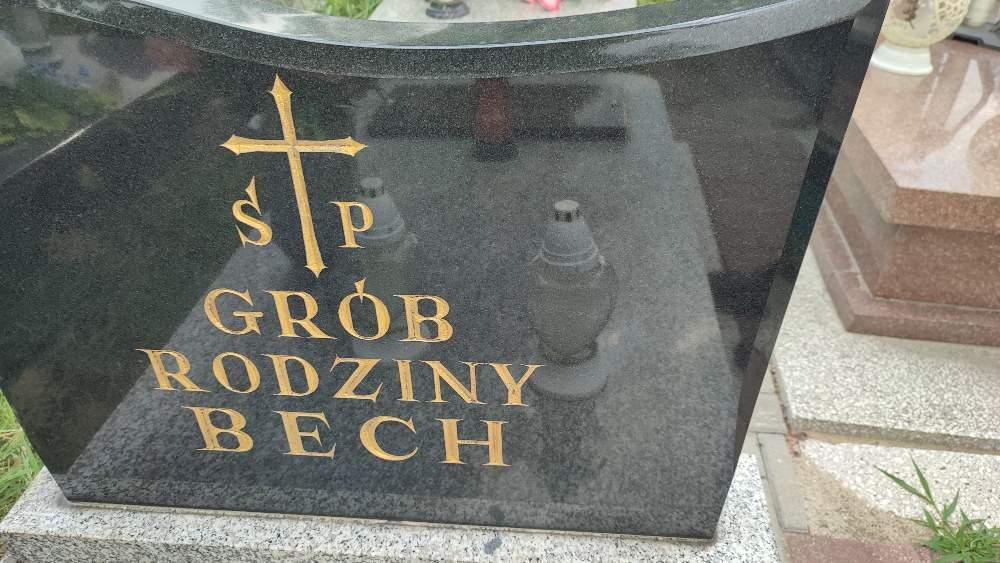 Ś P
GRÓB
RODZINY
BECH